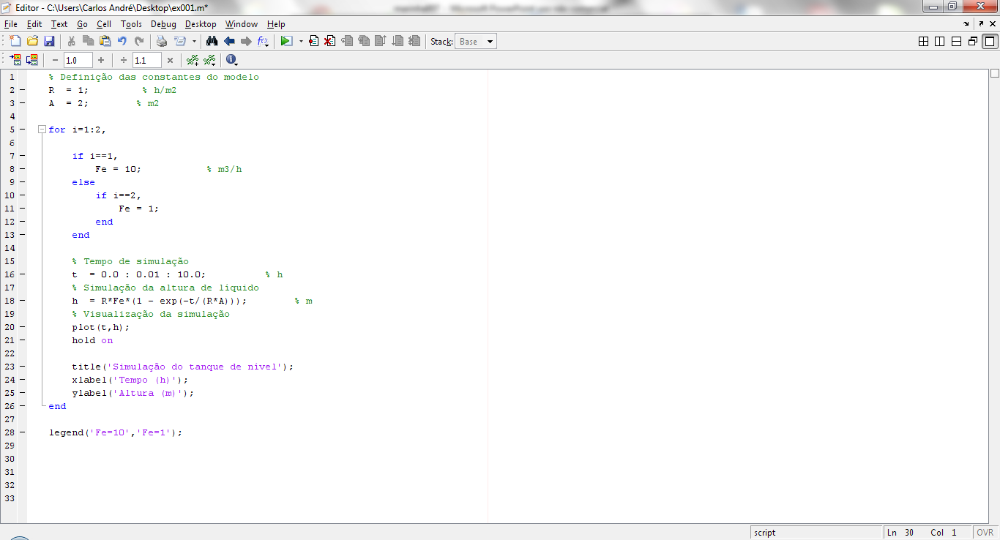 Editor - C:\Users\Carlos André\Desktop\ex001.m*
File Edit Text Go Cell Tools Debug Desktop Window Help
Stack: Base
1.0 1.1
1 % Definição das constantes do modelo
2 R = 1; % h/m2
3 A = 2; % m2
4
5 for i=1:2,
6
7 if i==1,
8 Fe = 10; % m3/h
9 else
10 if i==2,
11 Fe = 1;
12 end
13 end
14
15 % Tempo de simulação
16 t = 0.0 : 0.01 : 10.0; % h
17 % Simulação da altura de líquido
18 h = R*Fe*(1 - exp(-t/(R*A))); % m
19 % Visualização da simulação
20 plot(t,h);
21 hold on
22
23 title('Simulação do tanque de nível');
24 xlabel('Tempo (h)');
25 ylabel('Altura (m)');
26 end
27
28 legend('Fe=10','Fe=1');
29
30
31
32
33
script Ln 30 Col 1 OVR